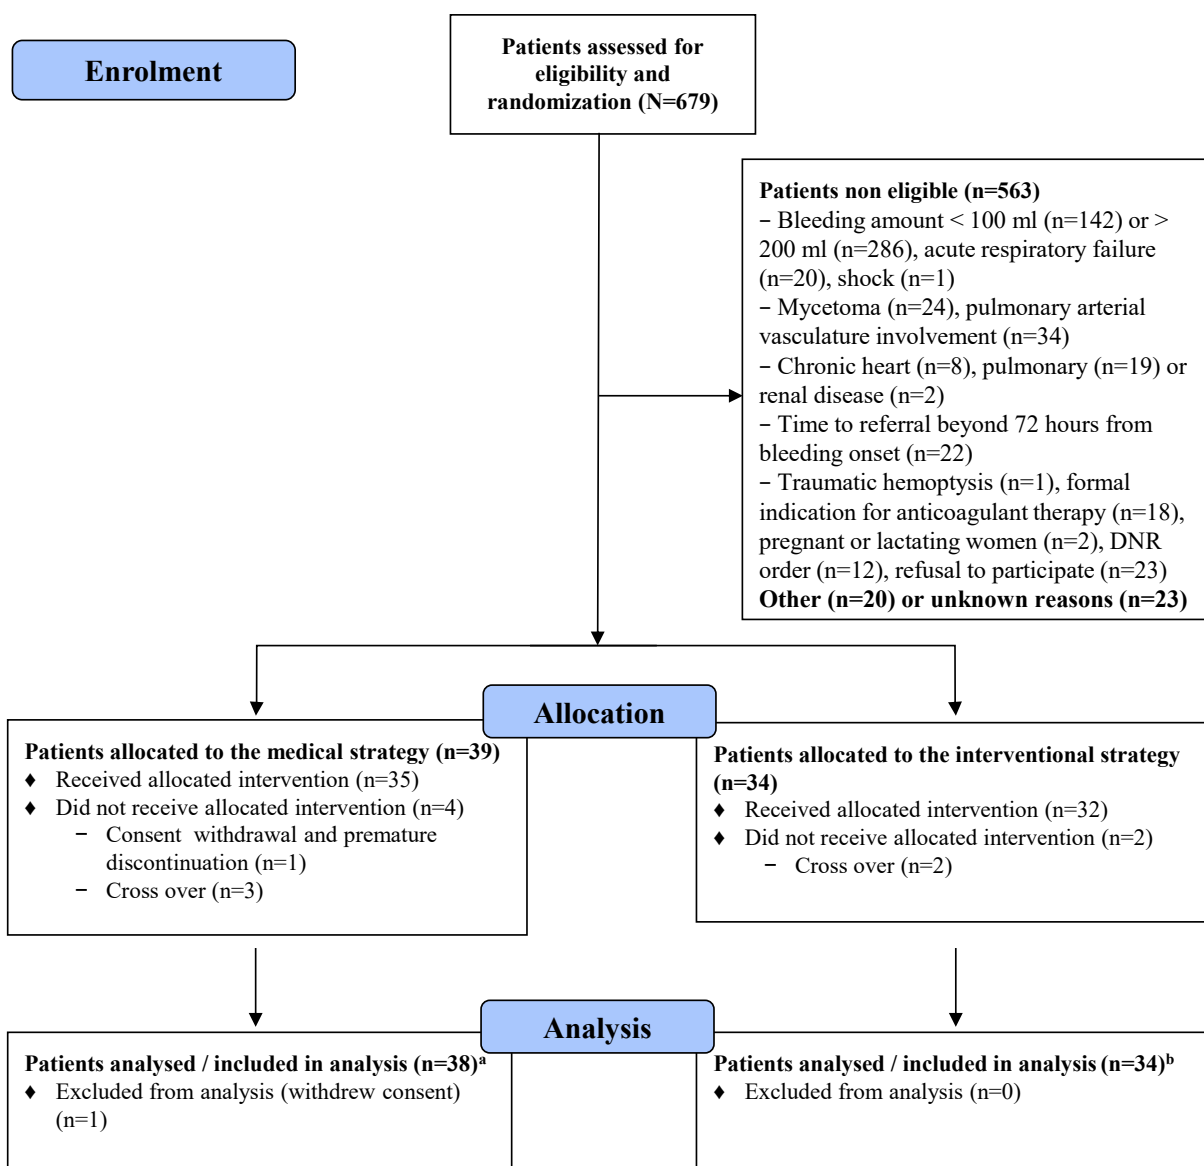 Enrolment
Patients assessed for
eligibility and
randomization (N=679)
Patients non eligible (n=563)
− Bleeding amount < 100 ml (n=142) or >
200 ml (n=286), acute respiratory failure
(n=20), shock (n=1)
− Mycetoma (n=24), pulmonary arterial
vasculature involvement (n=34)
− Chronic heart (n=8), pulmonary (n=19) or
renal disease (n=2)
− Time to referral beyond 72 hours from
bleeding onset (n=22)
− Traumatic hemoptysis (n=1), formal
indication for anticoagulant therapy (n=18),
pregnant or lactating women (n=2), DNR
order (n=12), refusal to participate (n=23)
Other (n=20) or unknown reasons (n=23)
Allocation
Patients allocated to the medical strategy (n=39)
♦ Received allocated intervention (n=35)
♦ Did not receive allocated intervention (n=4)
− Consent withdrawal and premature
discontinuation (n=1)
− Cross over (n=3)
Patients allocated to the interventional strategy
(n=34)
♦ Received allocated intervention (n=32)
♦ Did not receive allocated intervention (n=2)
− Cross over (n=2)
Analysis
Patients analysed / included in analysis (n=38)ᵃ
♦ Excluded from analysis (withdrew consent)
(n=1)
Patients analysed / included in analysis (n=34)ᵇ
♦ Excluded from analysis (n=0)